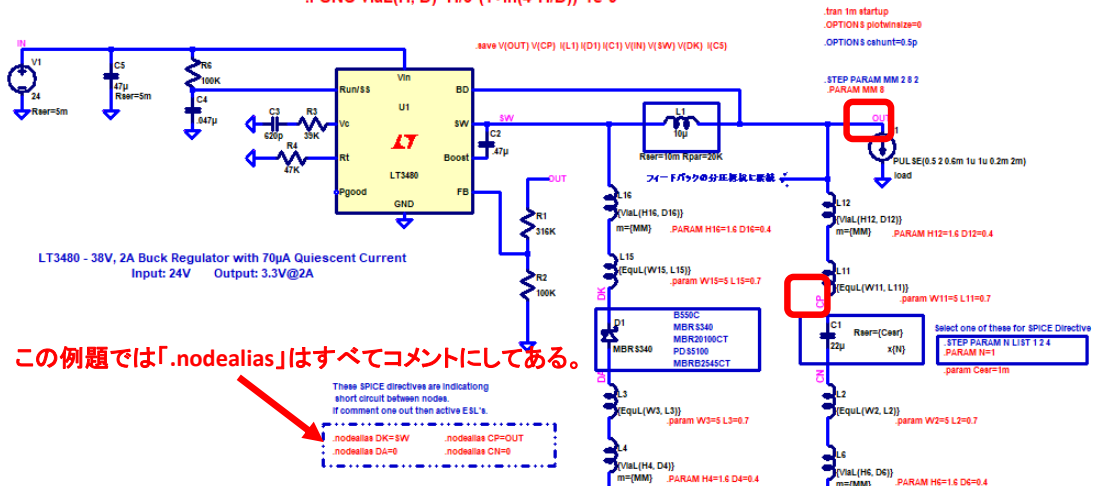 .tran 1m startup
.OPTIONS plotwinsize=0
.OPTIONS cshunt=0.5p
.save V(OUT) V(CP) I(L1) I(D1) I(C1) V(IN) V(SW) V(DK) I(C5)
.STEP PARAM MM 2 8 2
.PARAM MM 8
IN
V1
24
Rser=5m
C5
47µ
Rser=5m
R6
100K
C4
.047µ
C3
620p
R3
39K
R4
47K
Vin
Run/SS
BD
U1
Vc
SW
LT
Rt
Boost
LT3480
Pgood
FB
GND
SW
C2
.47µ
L1
10µ
Rser=10m Rpar=20K
OUT
PULSE(0.5 2 0.6m 1u 1u 0.2m 2m)
load
フィードバックの分圧抵抗に接続
OUT
R1
316K
R2
100K
L16
{ViaL(H16, D16)}
m={MM}
.PARAM H16=1.6 D16=0.4
L12
{ViaL(H12, D12)}
m={MM}
.PARAM H12=1.6 D12=0.4
L15
{EquL(W15, L15)}
.param W15=5 L15=0.7
L11
{EquL(W11, L11)}
.param W11=5 L11=0.7
LT3480 - 38V, 2A Buck Regulator with 70µA Quiescent Current
Input: 24V Output: 3.3V@2A
DK
CP
D1
MBRS340
B550C
MBRS340
MBR20100CT
PDS5100
MBRB2545CT
C1
22µ
Rser={Cesr}
x{N}
Select one of these for SPICE Directive
.STEP PARAM N LIST 1 2 4
.PARAM N=1
.param Cesr=1m
この例題では「.nodealias」はすべてコメントにしてある。
These SPICE directives are indicationg
short circuit between nodes.
If comment one out then active ESL's.
.nodealias DK=SW .nodealias CP=OUT
.nodealias DA=0 .nodealias CN=0
DA
CN
L3
{EquL(W3, L3)}
.param W3=5 L3=0.7
L2
{EquL(W2, L2)}
.param W2=5 L2=0.7
L4
{ViaL(H4, D4)}
m={MM}
.PARAM H4=1.6 D4=0.4
L6
{ViaL(H6, D6)}
m={MM}
.PARAM H6=1.6 D6=0.4